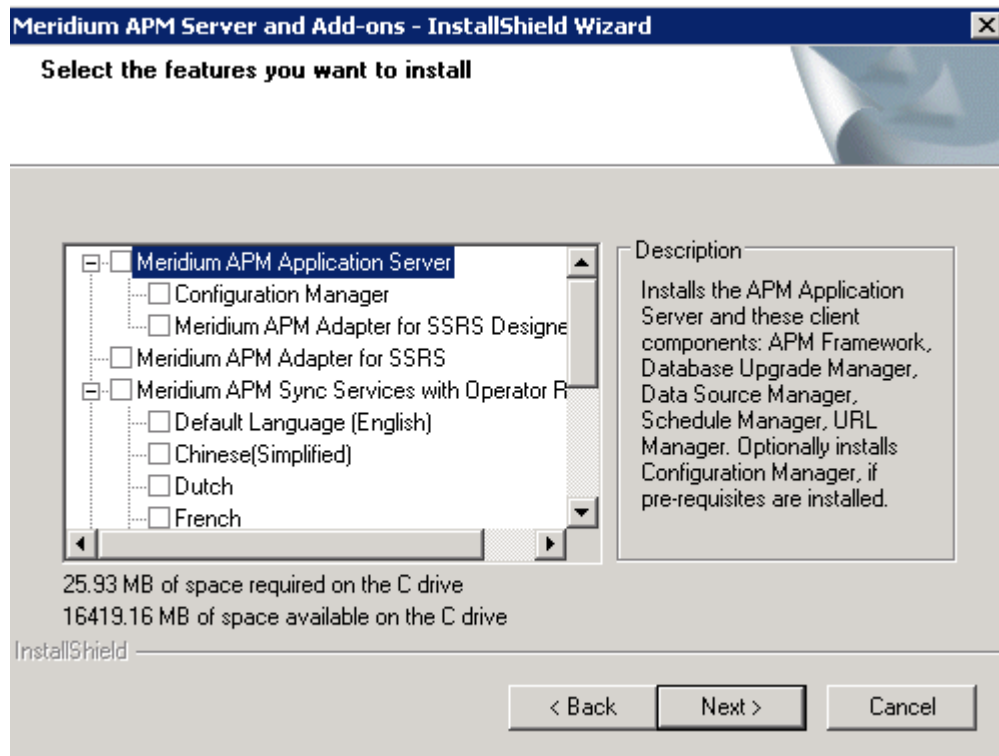 Meridium APM Server and Add-ons - InstallShield Wizard
Select the features you want to install
Meridium APM Application Server
Configuration Manager
Meridium APM Adapter for SSRS Designe
Meridium APM Adapter for SSRS
Meridium APM Sync Services with Operator R
Default Language (English)
Chinese(Simplified)
Dutch
French
Description
Installs the APM Application
Server and these client
components: APM Framework,
Database Upgrade Manager,
Data Source Manager,
Schedule Manager, URL
Manager. Optionally installs
Configuration Manager, if
pre-requisites are installed.
25.93 MB of space required on the C drive
16419.16 MB of space available on the C drive
InstallShield
< Back
Next >
Cancel